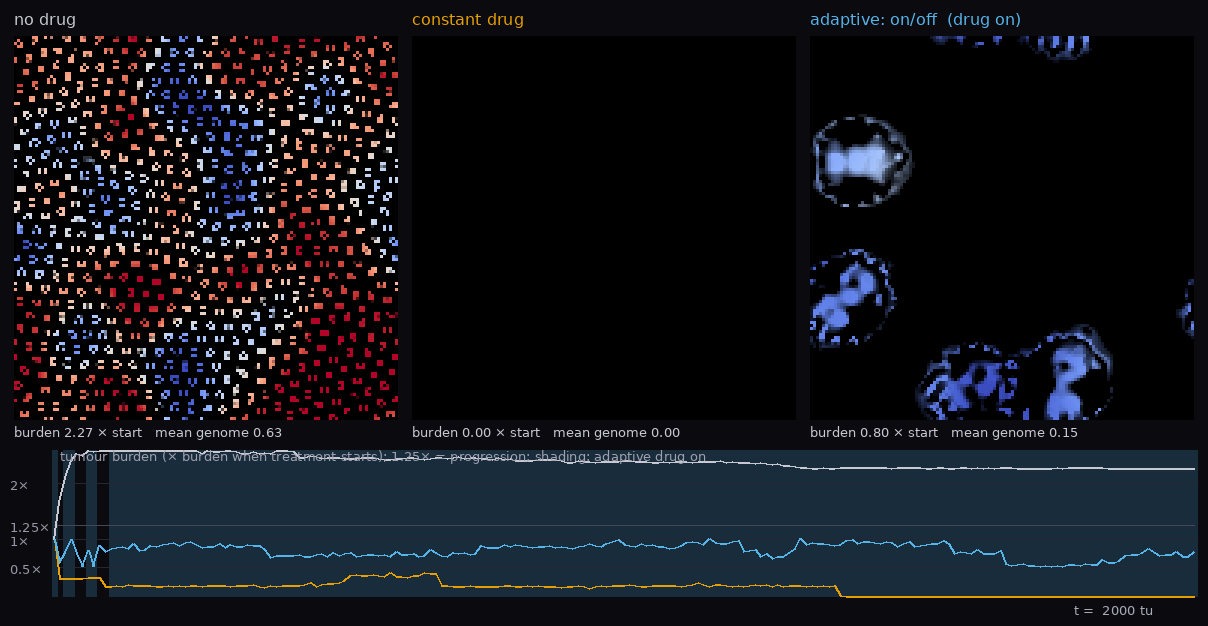 no drug
constant drug
adaptive: on/off  (drug on)
burden 2.27 × start   mean genome 0.63
burden 0.00 × start   mean genome 0.00
burden 0.80 × start   mean genome 0.15
tumour burden (× burden when treatment starts); 1.25× = progression; shading: adaptive drug on
2×
1.25×
1×
0.5×
t =  2000 tu